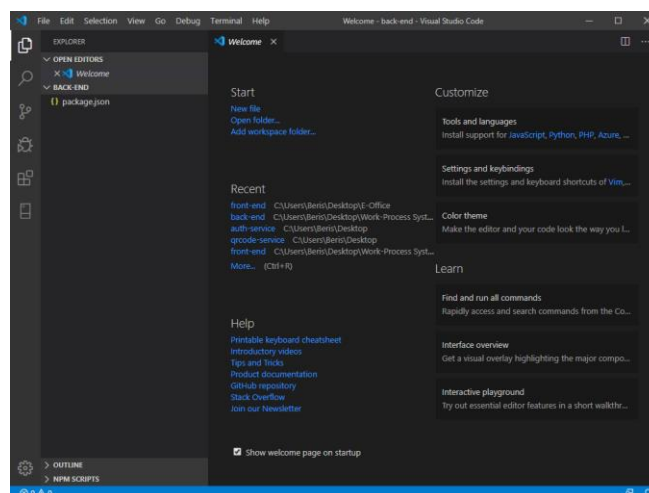 File Edit Selection View Go Debug Terminal Help Welcome - back-end - Visual Studio Code
EXPLORER
OPEN EDITORS
Welcome
BACK-END
{} package.json
Welcome
Start
New file
Open folder...
Add workspace folder...
Recent
front-end C:\Users\Beris\Desktop\E-Office
back-end C:\Users\Beris\Desktop\Work-Process Syst...
auth-service C:\Users\Beris\Desktop
qrcode-service C:\Users\Beris\Desktop
front-end C:\Users\Beris\Desktop\Work-Process Syst...
More... (Ctrl+R)
Help
Printable keyboard cheatsheet
Introductory videos
Tips and Tricks
Product documentation
GitHub repository
Stack Overflow
Join our Newsletter
Show welcome page on startup
Customize
Tools and languages
Install support for JavaScript, Python, PHP, Azure, ...
Settings and keybindings
Install the settings and keyboard shortcuts of Vim,...
Color theme
Make the editor and your code look the way you l...
Learn
Find and run all commands
Rapidly access and search commands from the Co...
Interface overview
Get a visual overlay highlighting the major compo...
Interactive playground
Try out essential editor features in a short walkthr...
OUTLINE
NPM SCRIPTS